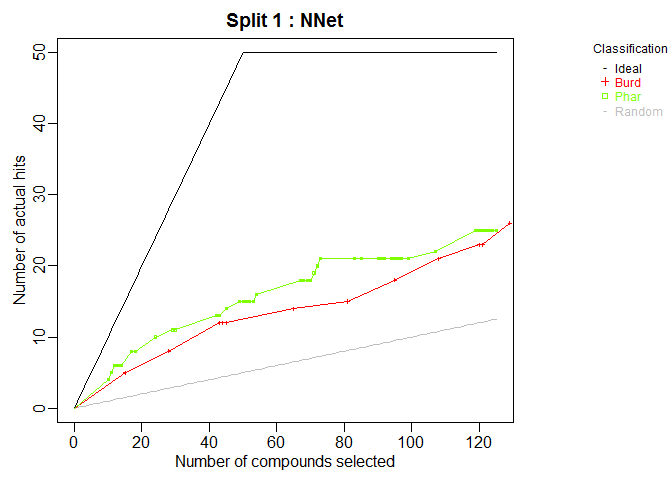 Split 1 : NNet
Classification
Ideal
Burd
Phar
Random
Number of actual hits
50
40
30
20
10
0
0 20 40 60 80 100 120
Number of compounds selected